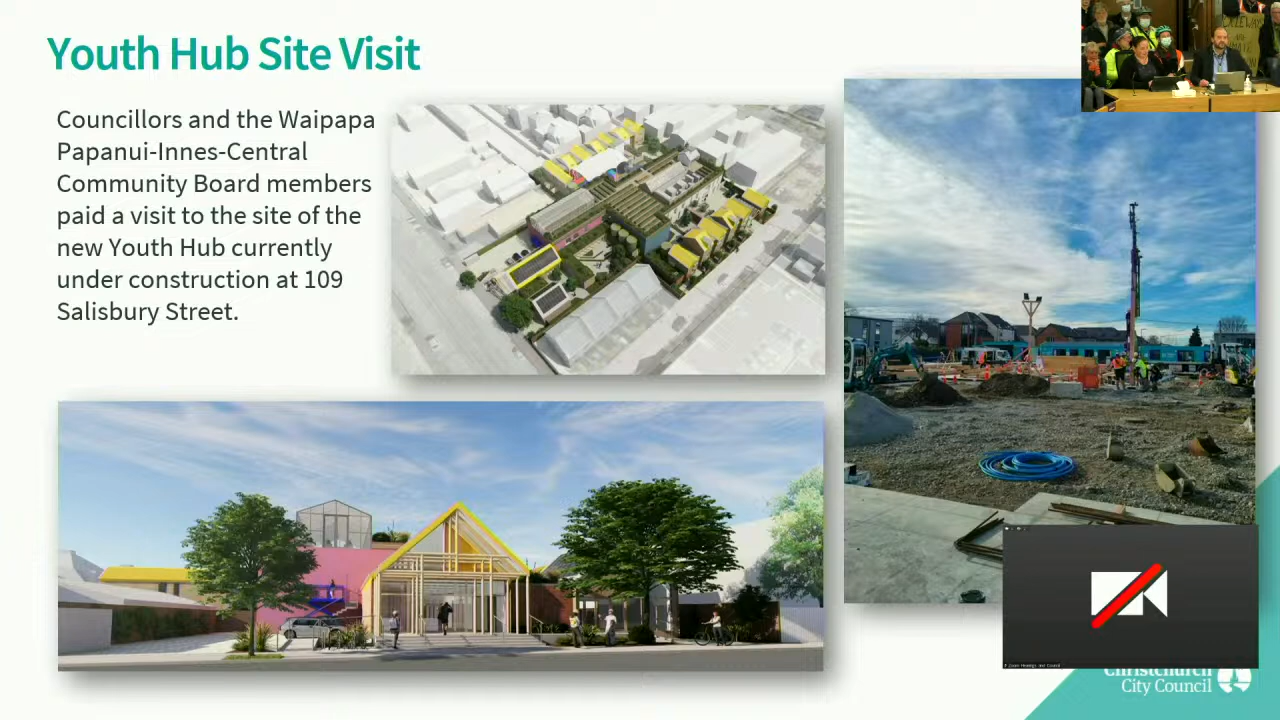 Youth Hub Site Visit
Councillors and the Waipapa
Papanui-Innes-Central
Community Board members
paid a visit to the site of the
new Youth Hub currently
under construction at 109
Salisbury Street.
Christchurch
City Council